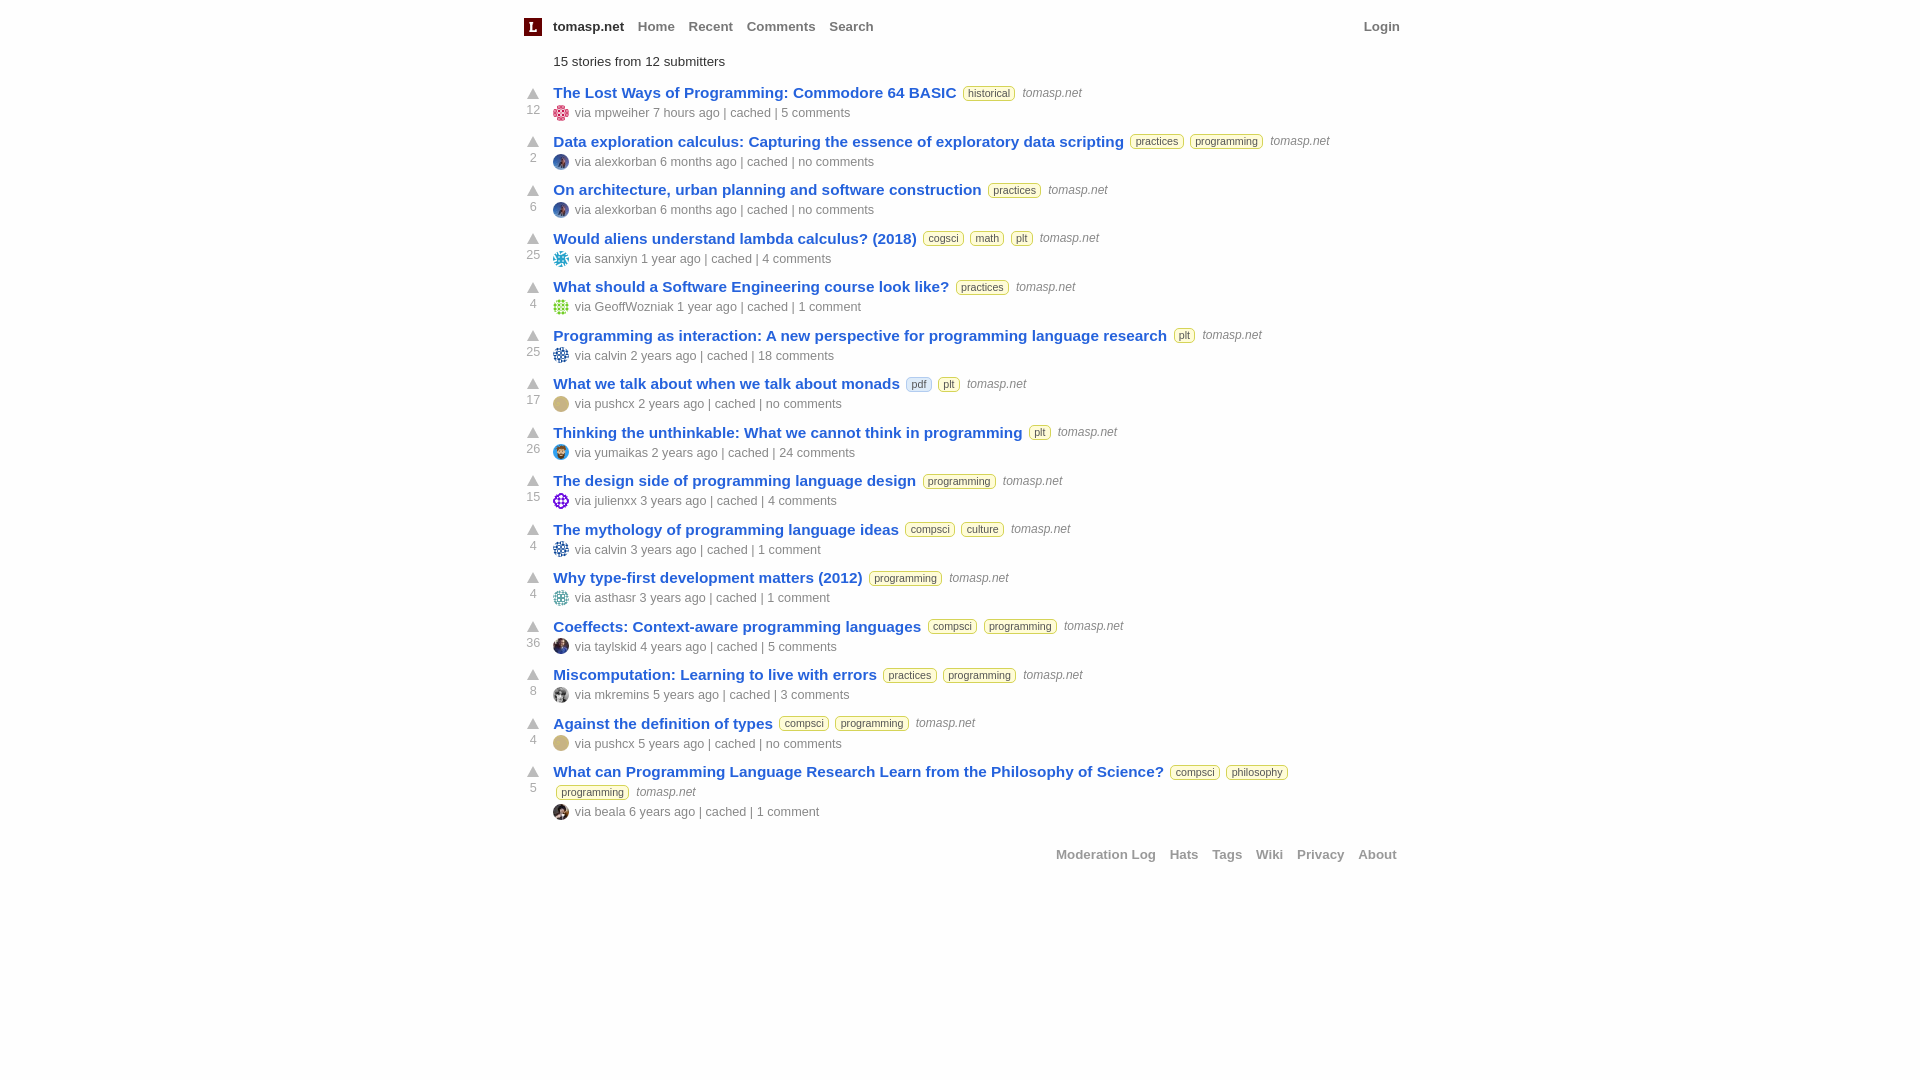 L tomasp.net Home Recent Comments Search Login
15 stories from 12 submitters
The Lost Ways of Programming: Commodore 64 BASIC historical tomasp.net
12
via mpweiher 7 hours ago | cached | 5 comments
Data exploration calculus: Capturing the essence of exploratory data scripting practices programming tomasp.net
2
via alexkorban 6 months ago | cached | no comments
On architecture, urban planning and software construction practices tomasp.net
6
via alexkorban 6 months ago | cached | no comments
Would aliens understand lambda calculus? (2018) cogsci math plt tomasp.net
25
via sanxiyn 1 year ago | cached | 4 comments
What should a Software Engineering course look like? practices tomasp.net
4
via GeoffWozniak 1 year ago | cached | 1 comment
Programming as interaction: A new perspective for programming language research plt tomasp.net
25
via calvin 2 years ago | cached | 18 comments
What we talk about when we talk about monads pdf plt tomasp.net
17
via pushcx 2 years ago | cached | no comments
Thinking the unthinkable: What we cannot think in programming plt tomasp.net
26
via yumaikas 2 years ago | cached | 24 comments
The design side of programming language design programming tomasp.net
15
via julienxx 3 years ago | cached | 4 comments
The mythology of programming language ideas compsci culture tomasp.net
4
via calvin 3 years ago | cached | 1 comment
Why type-first development matters (2012) programming tomasp.net
4
via asthasr 3 years ago | cached | 1 comment
Coeffects: Context-aware programming languages compsci programming tomasp.net
36
via taylskid 4 years ago | cached | 5 comments
Miscomputation: Learning to live with errors practices programming tomasp.net
8
via mkremins 5 years ago | cached | 3 comments
Against the definition of types compsci programming tomasp.net
4
via pushcx 5 years ago | cached | no comments
What can Programming Language Research Learn from the Philosophy of Science? compsci philosophy
5
programming tomasp.net
via beala 6 years ago | cached | 1 comment
Moderation Log Hats Tags Wiki Privacy About